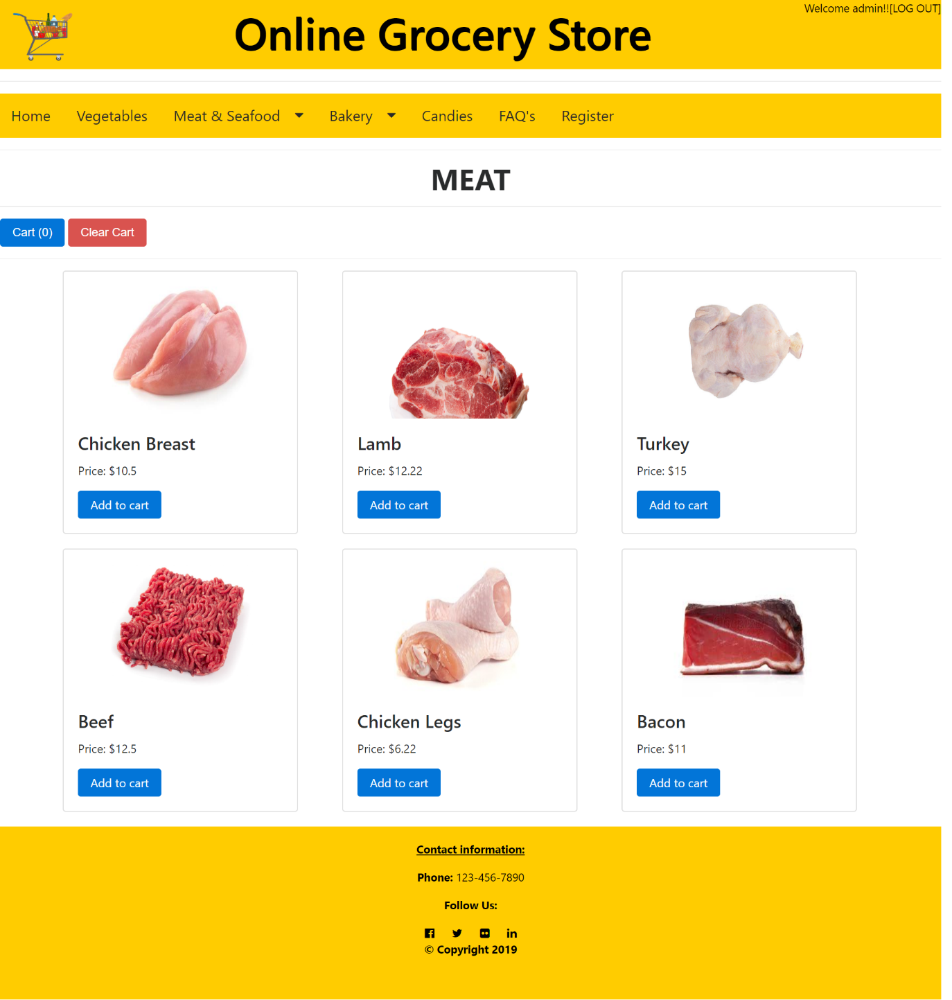 Welcome admin!![LOG OUT]
Online Grocery Store
Home Vegetables Meat & Seafood Bakery Candies FAQ's Register
MEAT
Cart (0) Clear Cart
Chicken Breast
Price: $10.5
Add to cart
Lamb
Price: $12.22
Add to cart
Turkey
Price: $15
Add to cart
Beef
Price: $12.5
Add to cart
Chicken Legs
Price: $6.22
Add to cart
Bacon
Price: $11
Add to cart
Contact information:
Phone: 123-456-7890
Follow Us:
© Copyright 2019